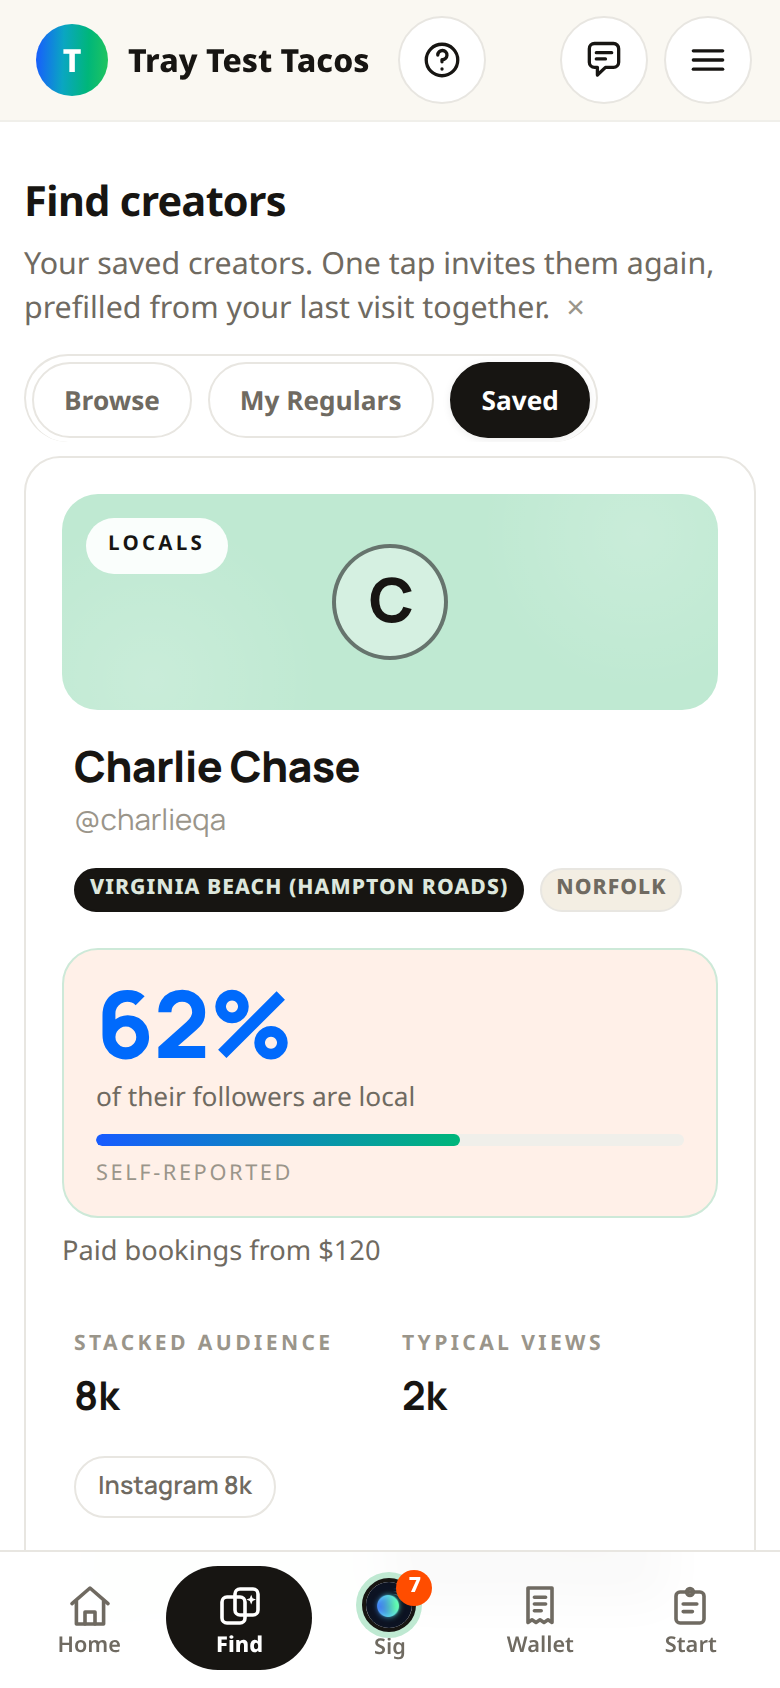 T
Tray Test Tacos
Find creators
Your saved creators. One tap invites them again,
prefilled from your last visit together. ×
Browse
My Regulars
Saved
LOCALS
C
Charlie Chase
@charlieqa
VIRGINIA BEACH (HAMPTON ROADS)
NORFOLK
62%
of their followers are local
SELF-REPORTED
Paid bookings from $120
STACKED AUDIENCE
TYPICAL VIEWS
8k
2k
Instagram 8k
7
Home
Find
Sig
Wallet
Start